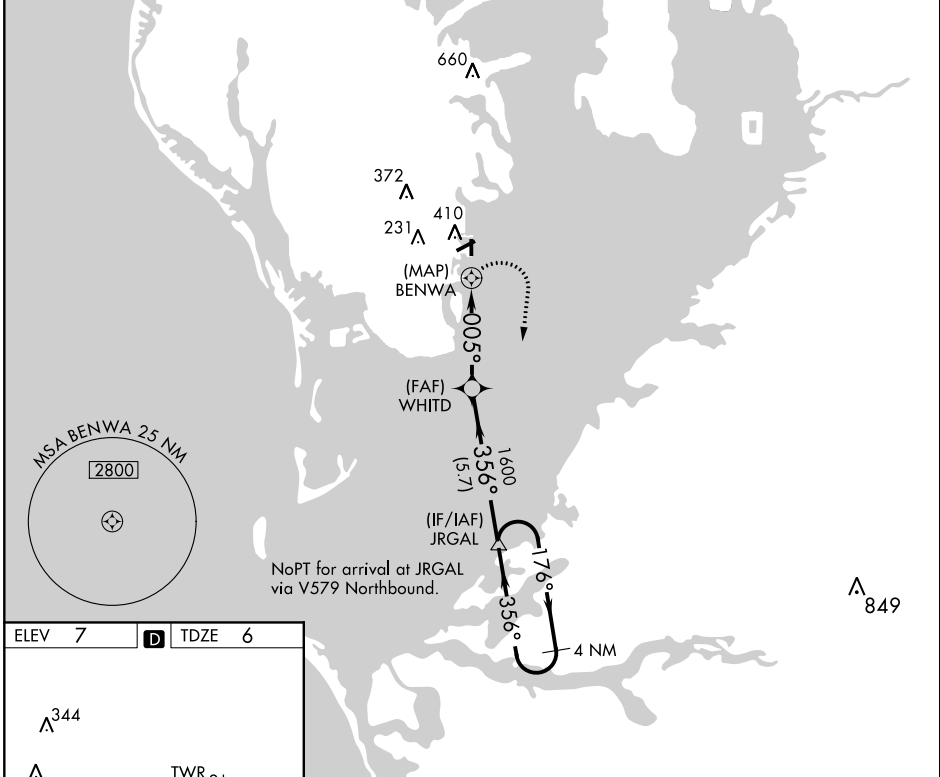 660
372
410
231
(MAP)
BENWA
005°
(FAF)
WHITD
MSA BENWA 25 NM
2800
1600
356°
(5.7)
(IF/IAF)
JRGAL
176°
NoPT for arrival at JRGAL
via V579 Northbound.
356°
849
4 NM
ELEV 7 D TDZE 6
344
TWR